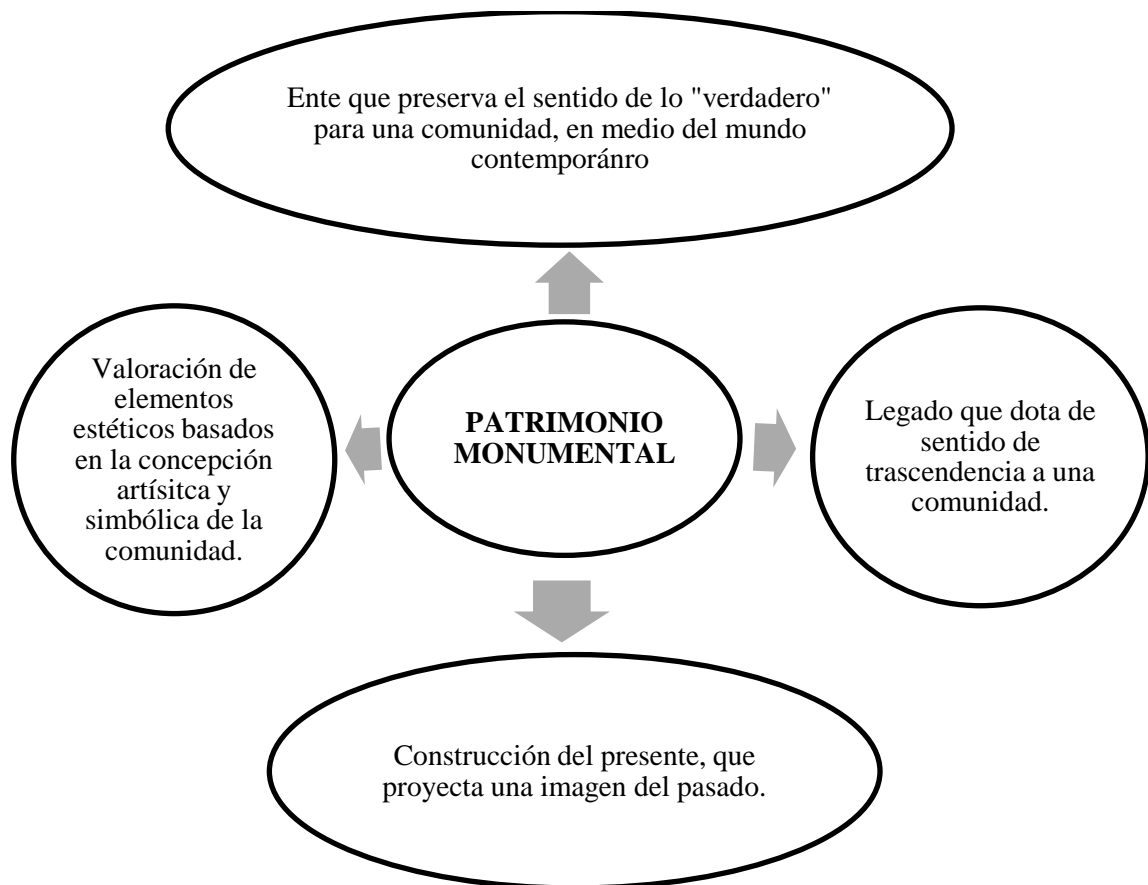 Ente que preserva el sentido de lo "verdadero"
para una comunidad, en medio del mundo
contemporánro
Valoración de
elementos
estéticos basados
en la concepción
artísitca y
simbólica de la
comunidad.
PATRIMONIO
MONUMENTAL
Legado que dota de
sentido de
trascendencia a una
comunidad.
Construcción del presente, que
proyecta una imagen del pasado.